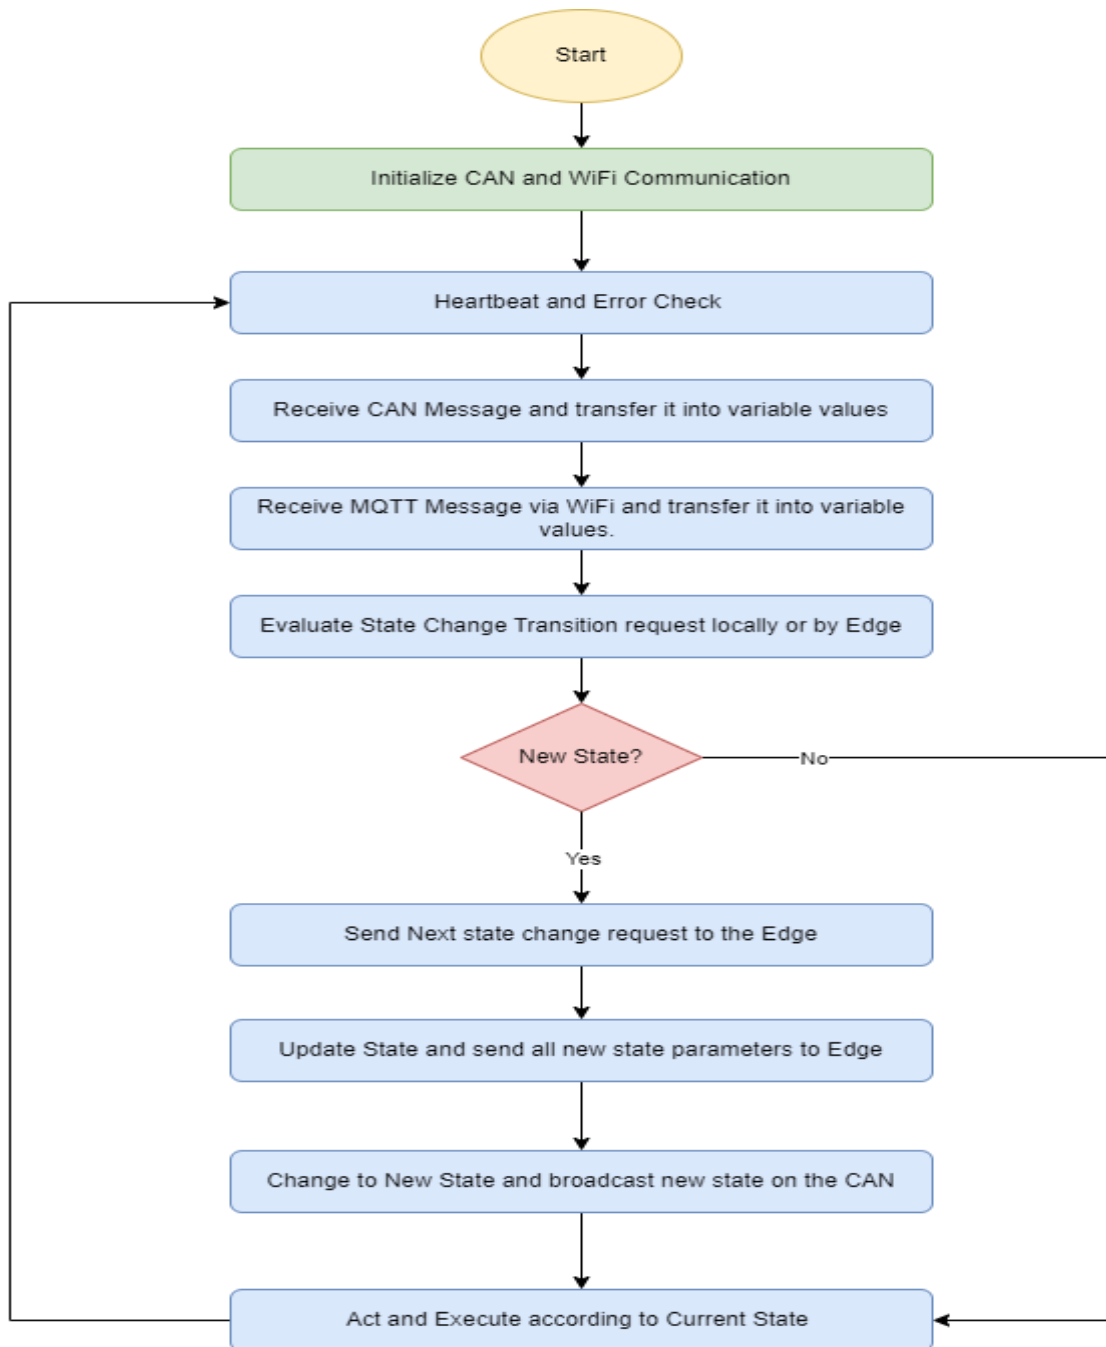 Start
Initialize CAN and WiFi Communication
Heartbeat and Error Check
Receive CAN Message and transfer it into variable values
Receive MQTT Message via WiFi and transfer it into variable
values.
Evaluate State Change Transition request locally or by Edge
New State?
No
Yes
Send Next state change request to the Edge
Update State and send all new state parameters to Edge
Change to New State and broadcast new state on the CAN
Act and Execute according to Current State